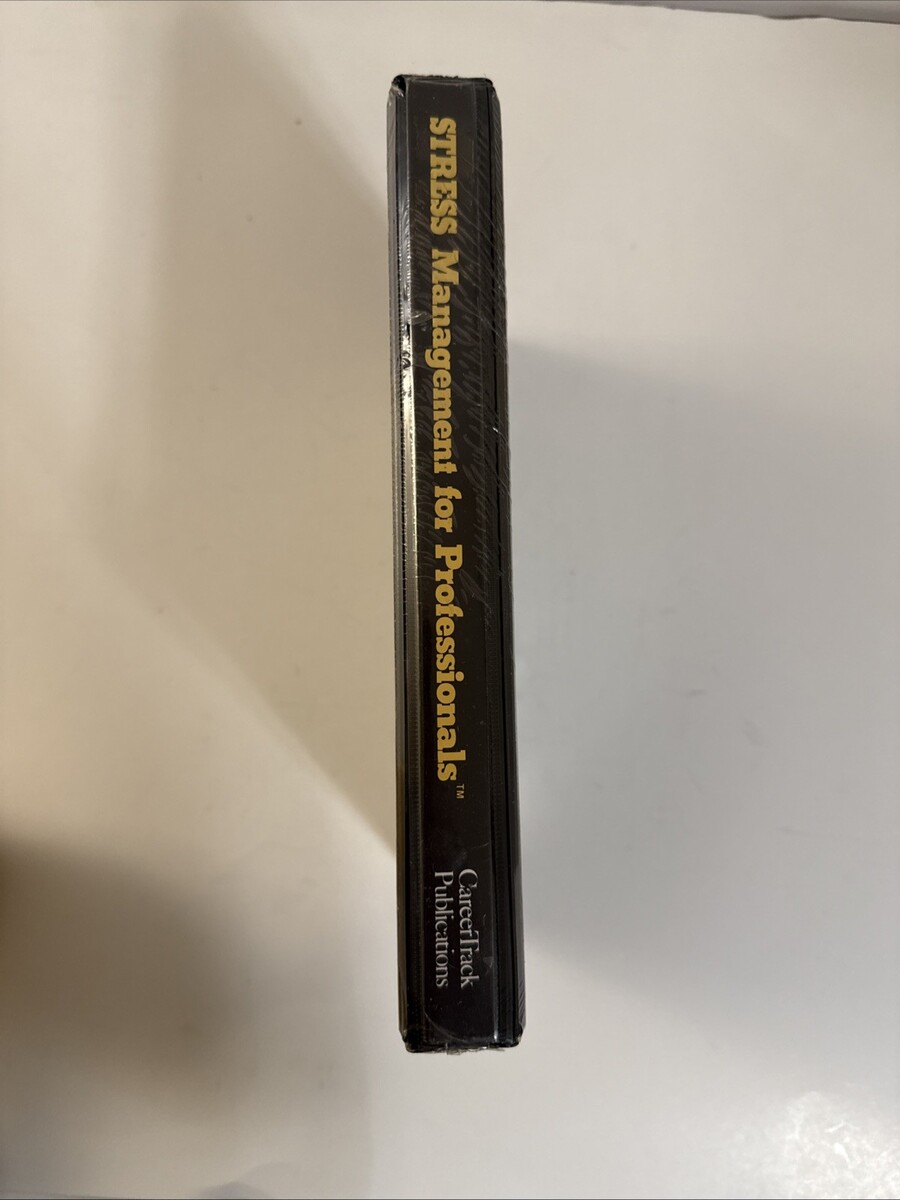 STRESS Management for Professionals™
CareerTrack
Publications